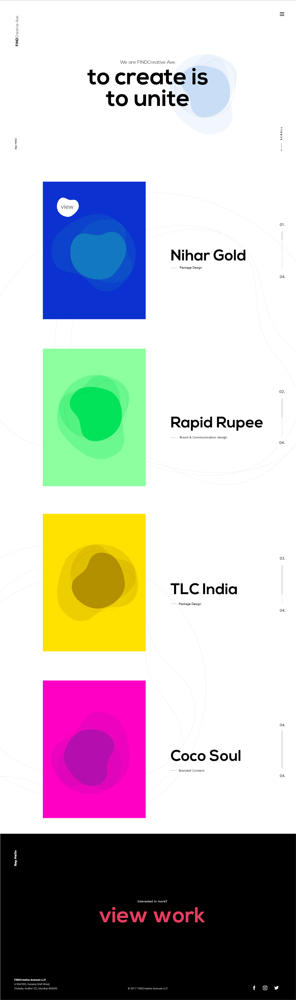 FINDCreative Ave.
We are FINDCreative Ave.
to create is
to unite
SCROLL
Say Hello
view
01.
Nihar Gold
Package Design
04.
02.
Rapid Rupee
Brand & Communication design
04.
03.
TLC India
Package Design
04.
04.
Coco Soul
Branded Content
04.
Say Hello
Interested in more?
view work
FINDCreative Avenues LLP.
A 904/905, Kanakia Wall Street,
Chakala, Andheri (E), Mumbai 400093.
© 2017 FINDCreative Avenues LLP.